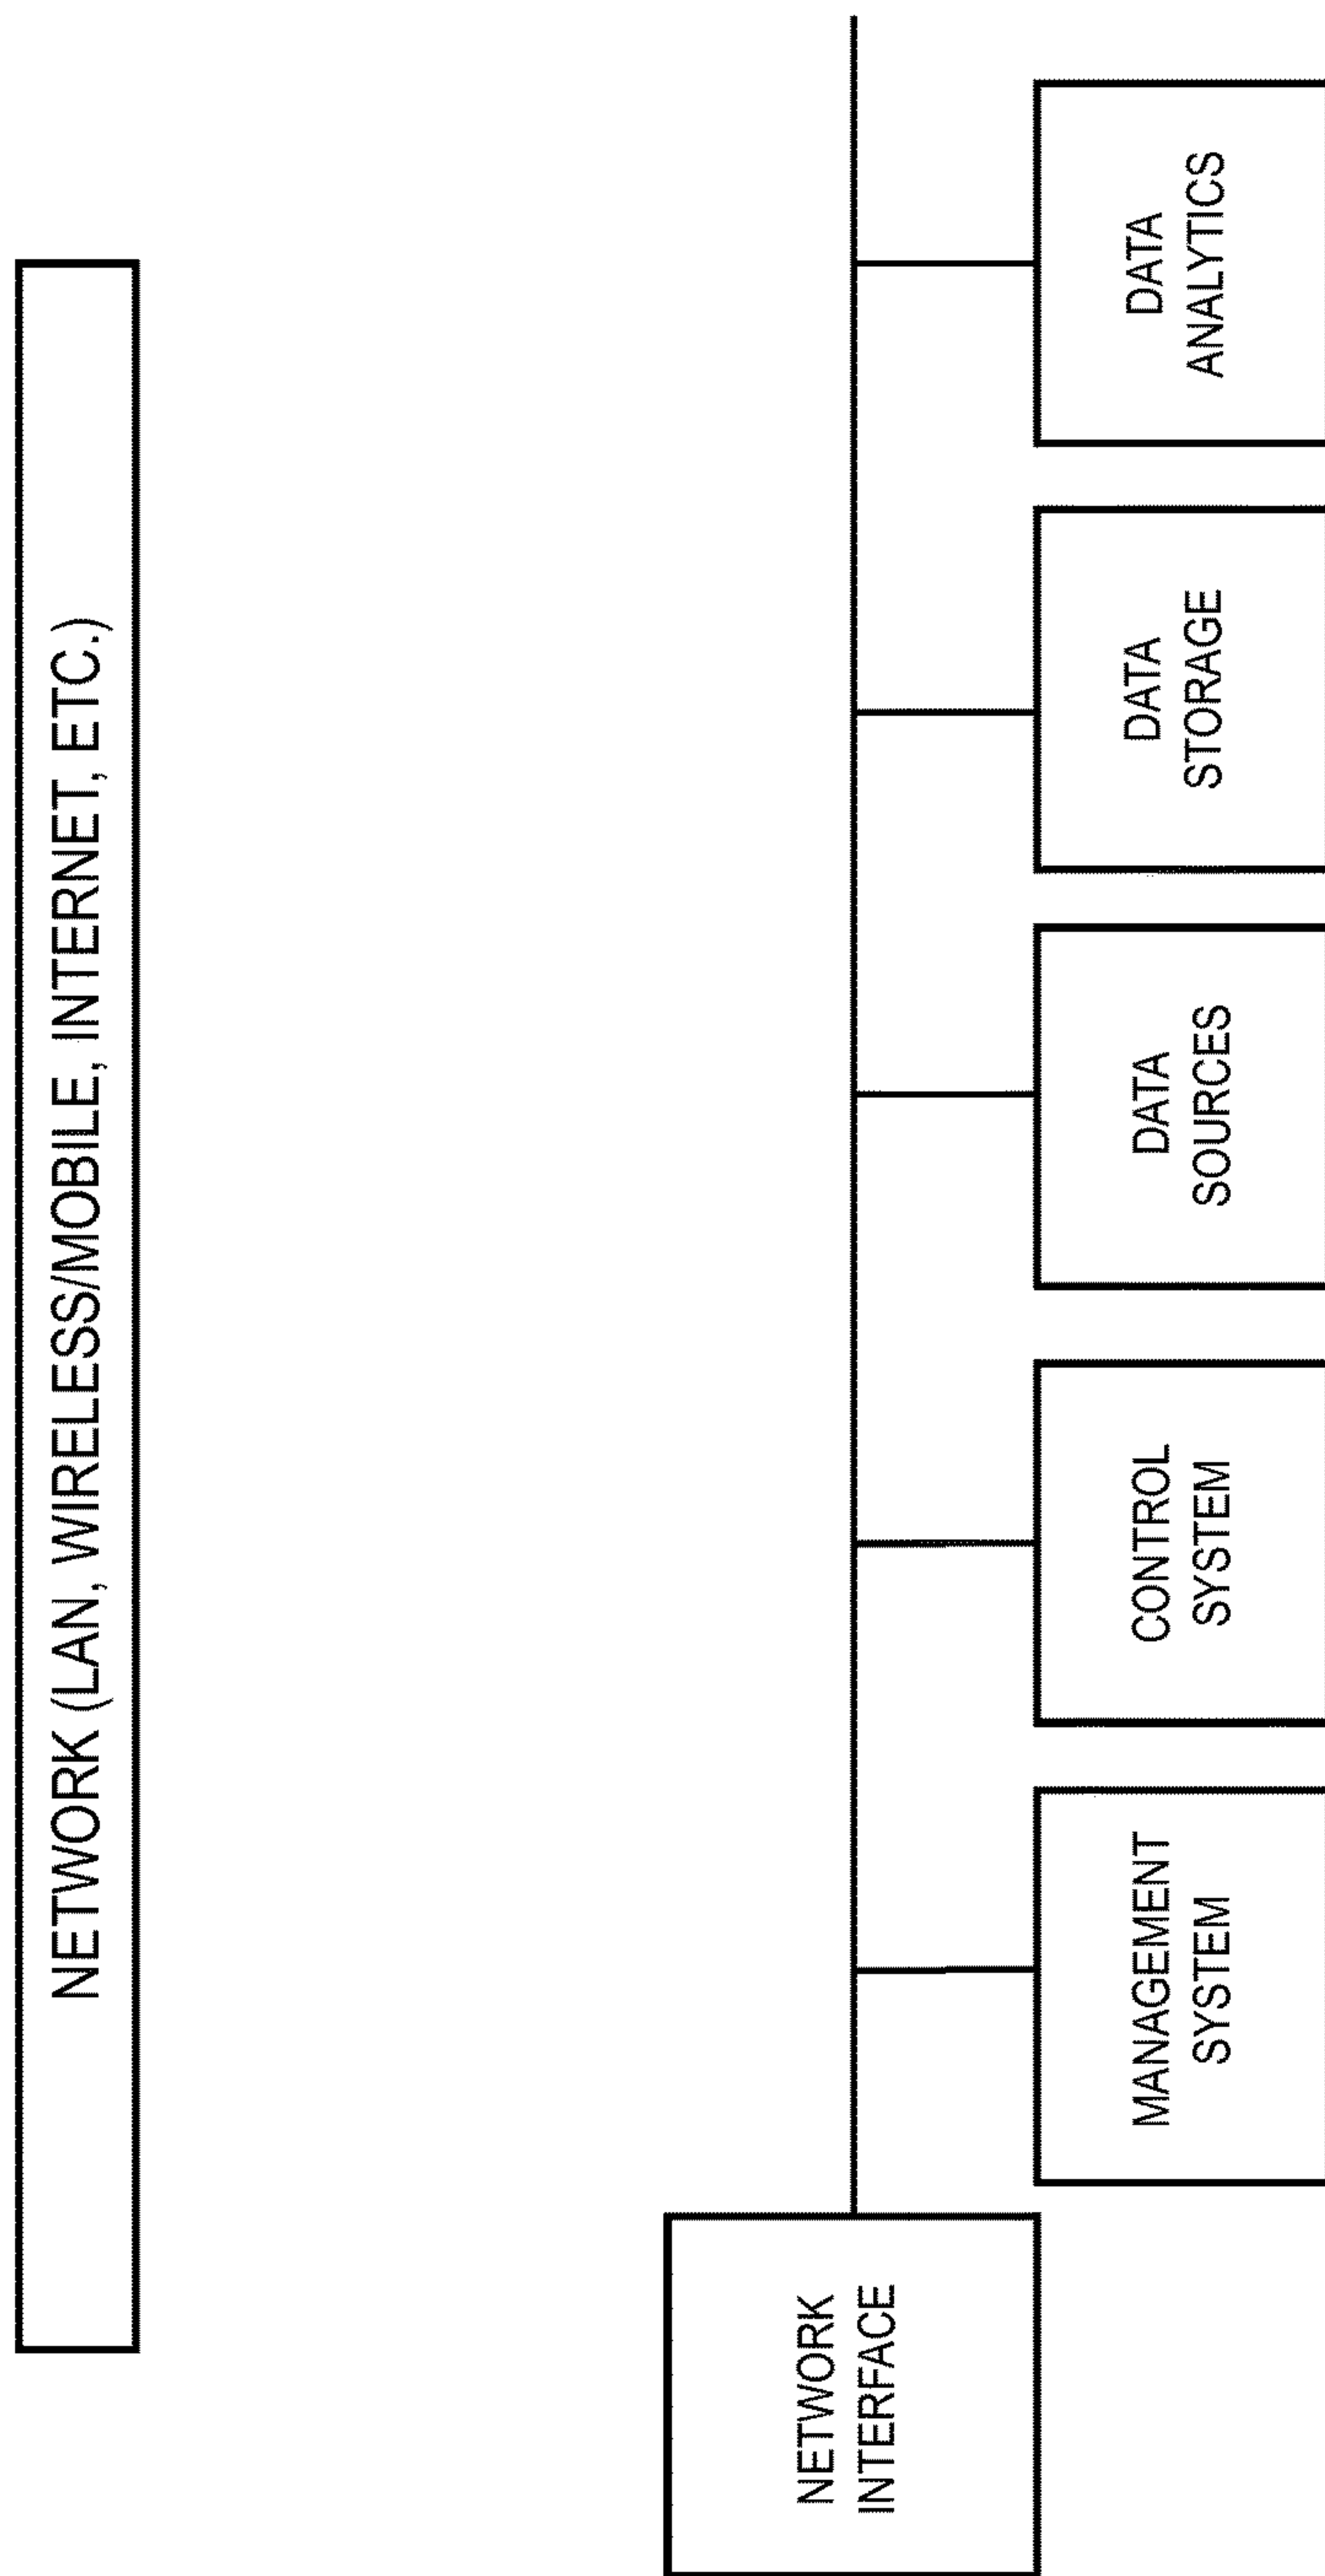 NETWORK (LAN, WIRELESS/MOBILE, INTERNET, ETC.)
NETWORK
INTERFACE
MANAGEMENT
SYSTEM
CONTROL
SYSTEM
DATA
SOURCES
DATA
STORAGE
DATA
ANALYTICS